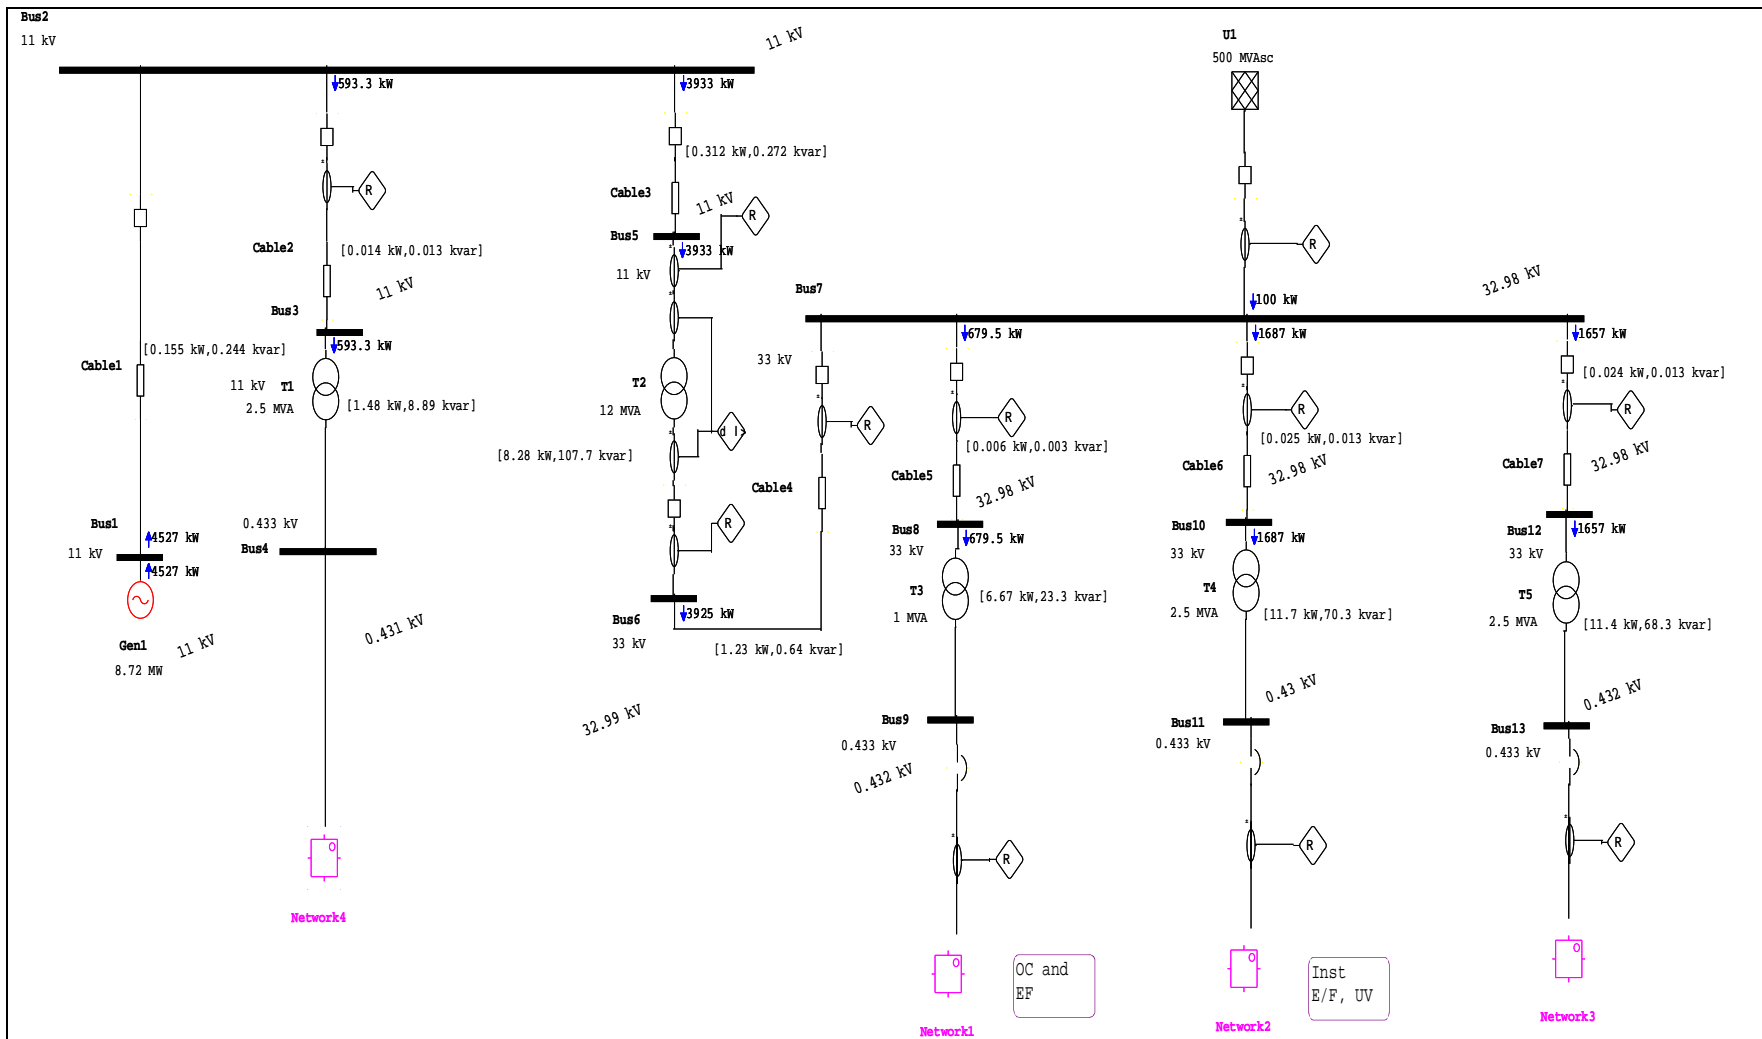 Bus2
11 kV
11 kV
593.3 kW
3933 kW
U1
500 MVAsc
[0.312 kW,0.272 kvar]
R
Cable3
11 kV
R
Bus5
3933 kW
11 kV
Cable2
[0.014 kW,0.013 kvar]
11 kV
R
Bus7
32.98 kV
100 kW
Bus3
593.3 kW
[0.155 kW,0.244 kvar]
Cable1
11 kV
T1
2.5 MVA
[1.48 kW,8.89 kvar]
T2
12 MVA
33 kV
679.5 kW
1687 kW
1657 kW
[0.024 kW,0.013 kvar]
d I>
R
R
R
R
[8.28 kW,107.7 kvar]
[0.006 kW,0.003 kvar]
[0.025 kW,0.013 kvar]
Cable4
Cable5
32.98 kV
Cable6
32.98 kV
Cable7
32.98 kV
Bus1
4527 kW
11 kV
4527 kW
0.433 kV
Bus4
R
Bus8
679.5 kW
33 kV
Bus10
1687 kW
33 kV
Bus12
1657 kW
33 kV
T3
1 MVA
[6.67 kW,23.3 kvar]
T4
2.5 MVA
[11.7 kW,70.3 kvar]
T5
2.5 MVA
[11.4 kW,68.3 kvar]
Gen1
11 kV
8.72 MW
0.431 kV
Bus6
3925 kW
33 kV
[1.23 kW,0.64 kvar]
32.99 kV
Bus9
0.433 kV
0.432 kV
0.43 kV
Bus11
0.433 kV
0.432 kV
Bus13
0.433 kV
R
R
R
Network4
OC and
EF
Inst
E/F, UV
Network1
Network2
Network3